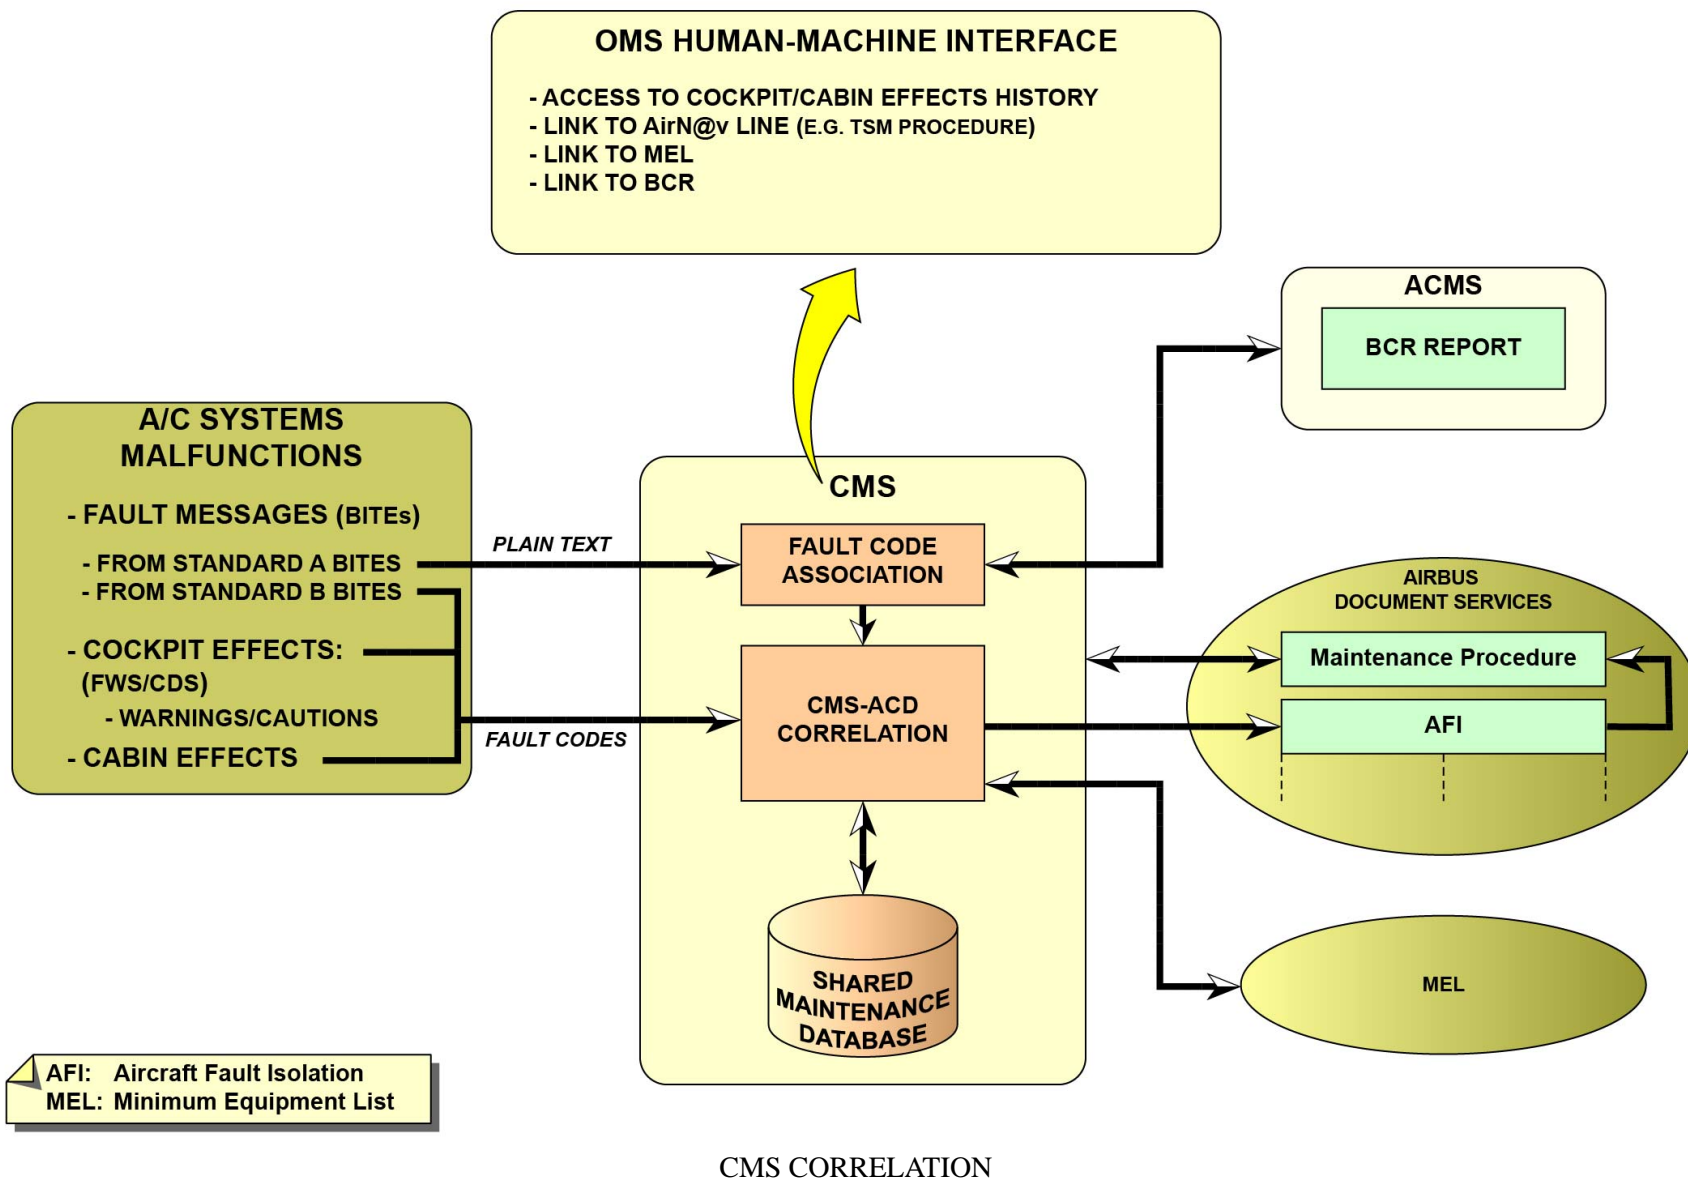 OMS HUMAN-MACHINE INTERFACE
- ACCESS TO COCKPIT/CABIN EFFECTS HISTORY
- LINK TO AirN@v LINE (E.G. TSM PROCEDURE)
- LINK TO MEL
- LINK TO BCR
ACMS
BCR REPORT
A/C SYSTEMS
MALFUNCTIONS
- FAULT MESSAGES (BITEs)
- FROM STANDARD A BITES
- FROM STANDARD B BITES
- COCKPIT EFFECTS:
(FWS/CDS)
- WARNINGS/CAUTIONS
- CABIN EFFECTS
PLAIN TEXT
FAULT CODES
CMS
FAULT CODE
ASSOCIATION
CMS-ACD
CORRELATION
SHARED
MAINTENANCE
DATABASE
AIRBUS
DOCUMENT SERVICES
Maintenance Procedure
AFI
MEL
AFI: Aircraft Fault Isolation
MEL: Minimum Equipment List
CMS CORRELATION